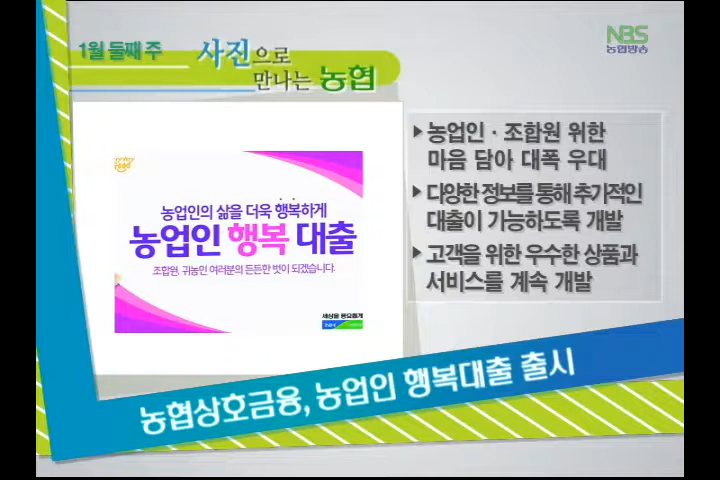 1월 둘째 주
사진으로
만나는 농협
NBS
농협방송
농업인의 삶을 더욱 행복하게
농업인 행복 대출
조합원, 귀농인 여러분의 든든한 벗이 되겠습니다.
▶농업인 · 조합원 위한
마음 담아 대폭 우대
▶다양한 정보를 통해 추가적인
대출이 가능하도록 개발
▶고객을 위한 우수한 상품과
서비스를 계속 개발
농협상호금융, 농업인 행복대출 출시